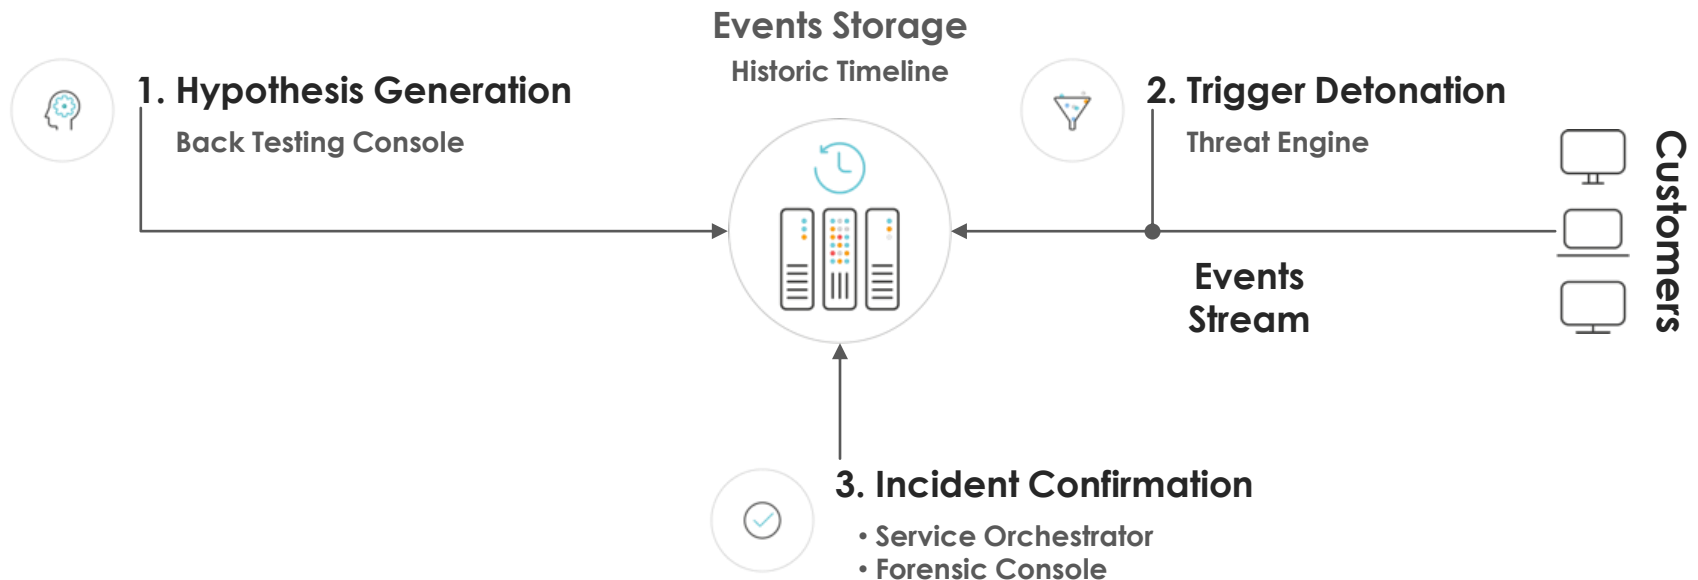 Events Storage
Historic Timeline
1. Hypothesis Generation
Back Testing Console
2. Trigger Detonation
Threat Engine
Customers
Events
Stream
3. Incident Confirmation
• Service Orchestrator
• Forensic Console